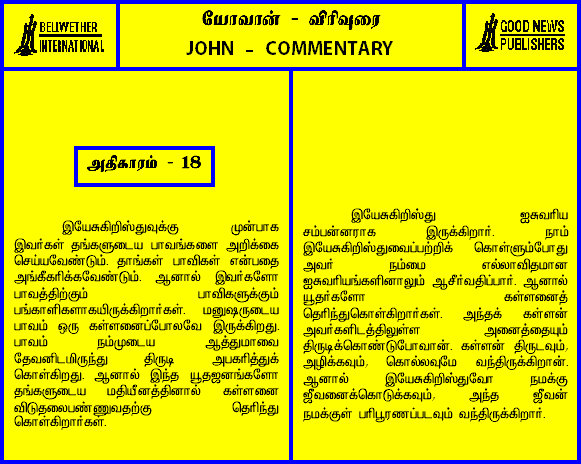 BELLWETHER
INTERNATIONAL
யோவான் - விரிவுரை
JOHN - COMMENTARY
GOOD NEWS
PUBLISHERS
அதிகாரம் - 18
இயேசுகிறிஸ்துவுக்கு முன்பாக
இவர்கள் தங்களுடைய பாவங்களை அறிக்கை
செய்யவேண்டும். தாங்கள் பாவிகள் என்பதை
அங்கீகரிக்கவேண்டும். ஆனால் இவர்களோ
பாவத்திற்கும் பாவிகளுக்கும்
பங்காளிகளாகயிருக்கிறார்கள். மனுஷருடைய
பாவம் ஒரு கள்ளனைப்போலவே இருக்கிறது.
பாவம் நம்முடைய ஆத்துமாவை
தேவனிடமிருந்து திருடி அபகரித்துக்
கொள்கிறது. ஆனால் இந்த யூதஜனங்களோ
தங்களுடைய மதியீனத்தினால் கள்ளனை
விடுதலைபண்ணுவதற்கு தெரிந்து
கொள்கிறார்கள்.
இயேசுகிறிஸ்து ஐசுவரிய
சம்பன்னராக இருக்கிறார். நாம்
இயேசுகிறிஸ்துவைப்பற்றிக் கொள்ளும்போது
அவர் நம்மை எல்லாவிதமான
ஐசுவரியங்களினாலும் ஆசீர்வதிப்பார். ஆனால்
யூதர்களோ கள்ளனைத்
தெரிந்துகொள்கிறார்கள். அந்தக் கள்ளன்
அவர்களிடத்திலுள்ள அனைத்தையும்
திருடிக்கொண்டுபோவான். கள்ளன் திருடவும்,
அழிக்கவும், கொல்லவுமே வந்திருக்கிறான்.
ஆனால் இயேசுகிறிஸ்துவோ நமக்கு
ஜீவனைக்கொடுக்கவும், அந்த ஜீவன்
நமக்குள் பரிபூரணப்படவும் வந்திருக்கிறார்.